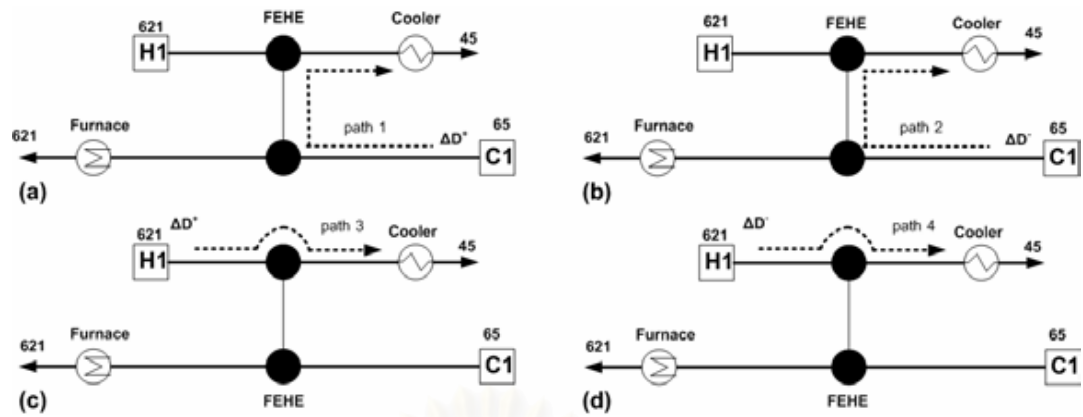 FEHE
Cooler
621
45
H1
path 1
ΔD⁺
Furnace
621
65
C1
(a)
FEHE
Cooler
621
45
H1
path 2
ΔD⁻
Furnace
621
65
C1
(b)
ΔD⁺
path 3
621
Cooler
45
H1
Furnace
65
621
C1
(c)
FEHE
ΔD⁻
path 4
621
Cooler
45
H1
Furnace
65
621
C1
(d)
FEHE